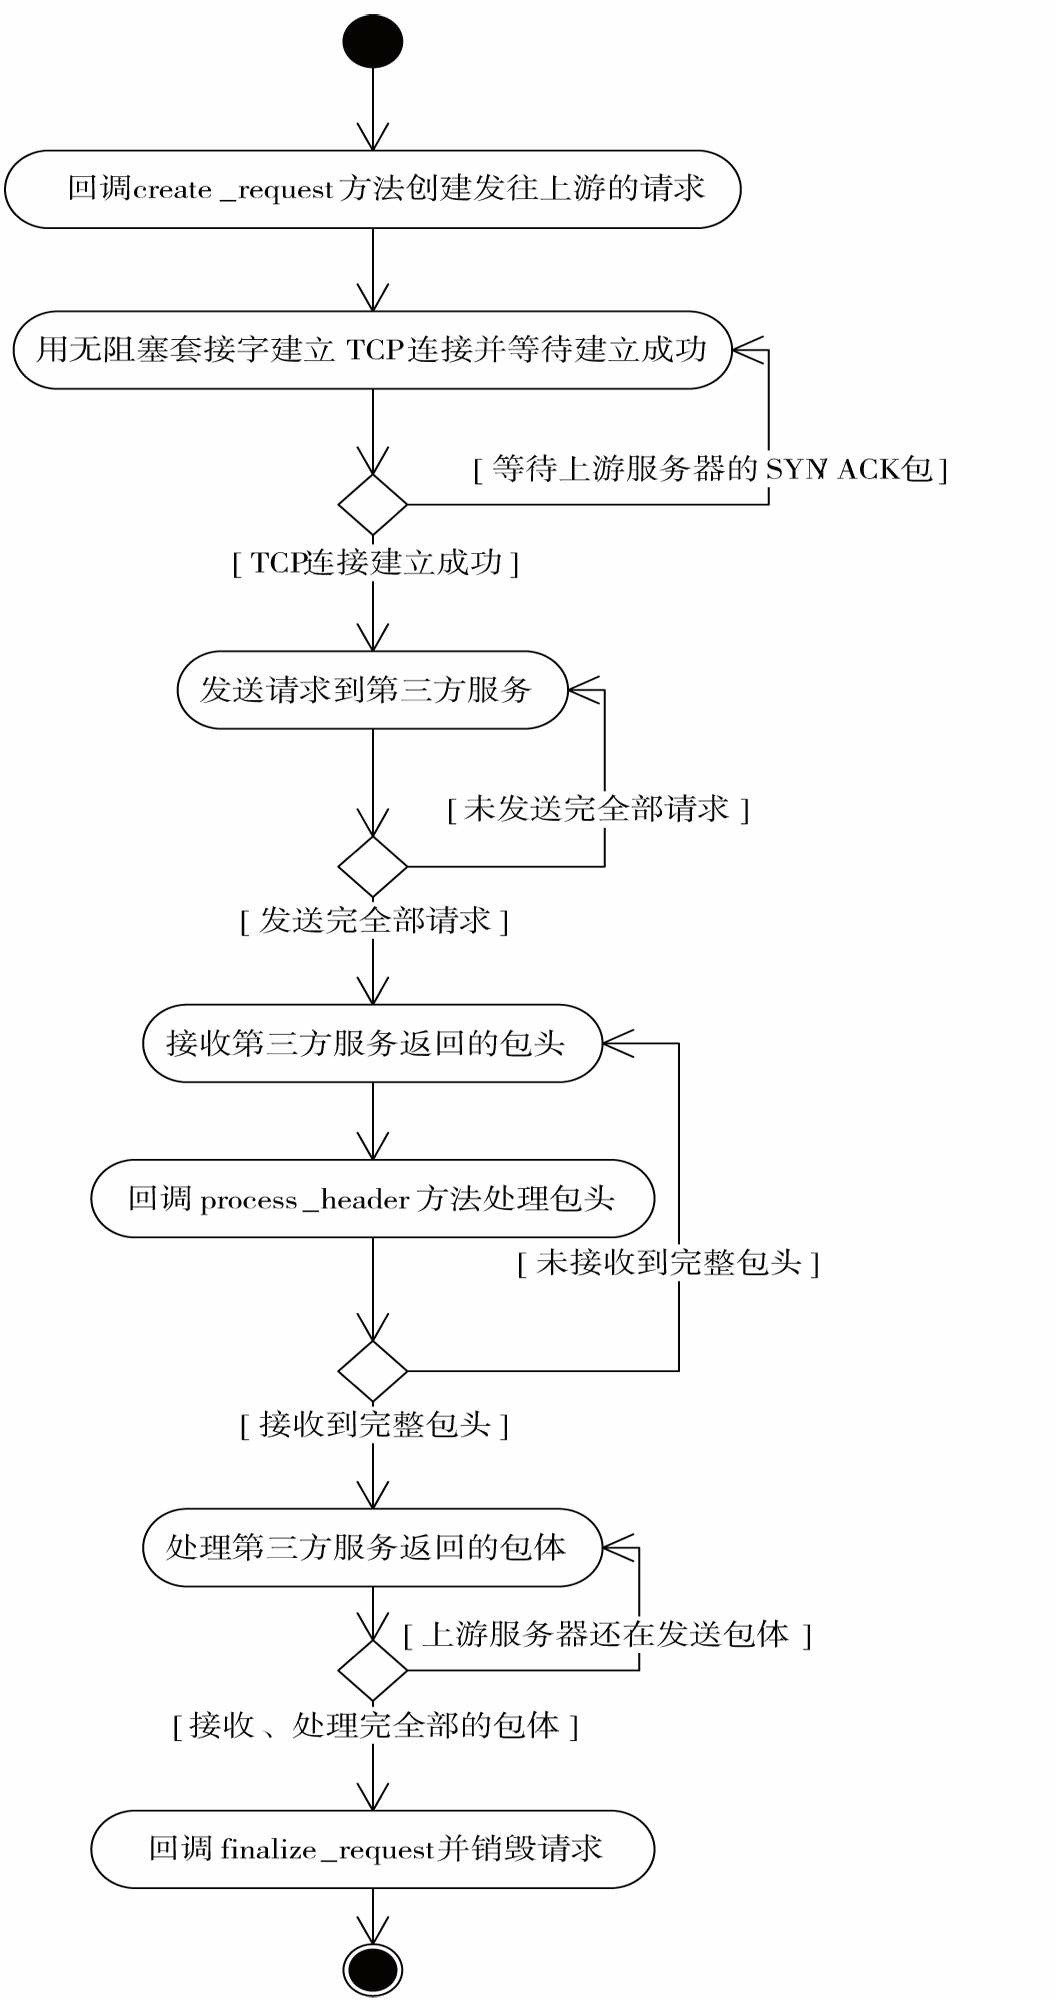 回调create_request方法创建发往上游的请求
用无阻塞套接字建立 TCP连接并等待建立成功
[ 等待上游服务器的 SYN/ ACK包 ]
[ TCP连接建立成功 ]
发送请求到第三方服务
[ 未发送完全部请求 ]
[ 发送完全部请求 ]
接收第三方服务返回的包头
回调 process_header 方法处理包头
[ 未接收到完整包头 ]
[ 接收到完整包头 ]
处理第三方服务返回的包体
[ 上游服务器还在发送包体 ]
[ 接收、处理完全部的包体 ]
回调 finalize_request并销毁请求